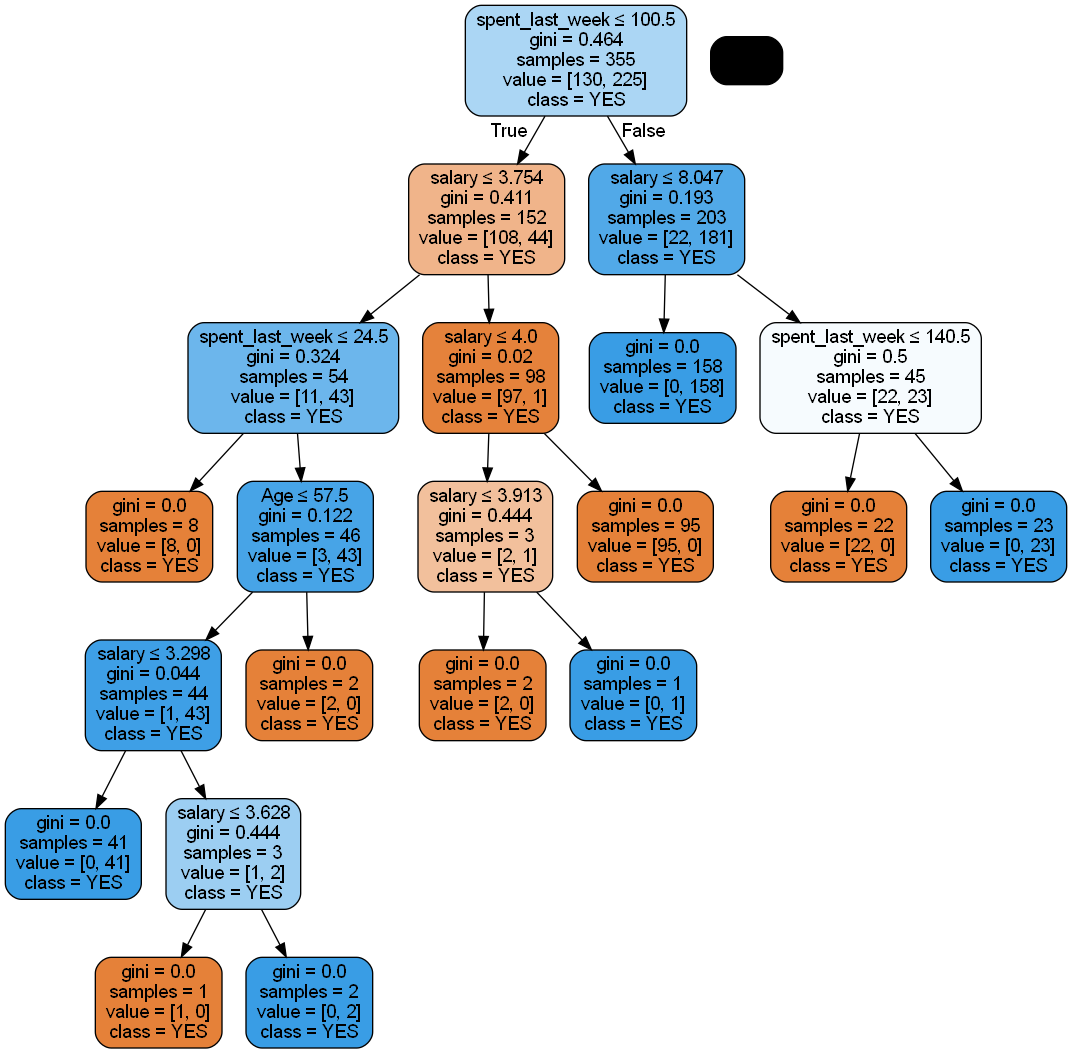 spent_last_week ≤ 100.5
gini = 0.464
samples = 355
value = [130, 225]
class = YES
True
False
salary ≤ 3.754
gini = 0.411
samples = 152
value = [108, 44]
class = YES
salary ≤ 8.047
gini = 0.193
samples = 203
value = [22, 181]
class = YES
spent_last_week ≤ 24.5
gini = 0.324
samples = 54
value = [11, 43]
class = YES
salary ≤ 4.0
gini = 0.02
samples = 98
value = [97, 1]
class = YES
gini = 0.0
samples = 158
value = [0, 158]
class = YES
spent_last_week ≤ 140.5
gini = 0.5
samples = 45
value = [22, 23]
class = YES
gini = 0.0
samples = 8
value = [8, 0]
class = YES
Age ≤ 57.5
gini = 0.122
samples = 46
value = [3, 43]
class = YES
salary ≤ 3.913
gini = 0.444
samples = 3
value = [2, 1]
class = YES
gini = 0.0
samples = 95
value = [95, 0]
class = YES
gini = 0.0
samples = 22
value = [22, 0]
class = YES
gini = 0.0
samples = 23
value = [0, 23]
class = YES
salary ≤ 3.298
gini = 0.044
samples = 44
value = [1, 43]
class = YES
gini = 0.0
samples = 2
value = [2, 0]
class = YES
gini = 0.0
samples = 2
value = [2, 0]
class = YES
gini = 0.0
samples = 1
value = [0, 1]
class = YES
gini = 0.0
samples = 41
value = [0, 41]
class = YES
salary ≤ 3.628
gini = 0.444
samples = 3
value = [1, 2]
class = YES
gini = 0.0
samples = 1
value = [1, 0]
class = YES
gini = 0.0
samples = 2
value = [0, 2]
class = YES